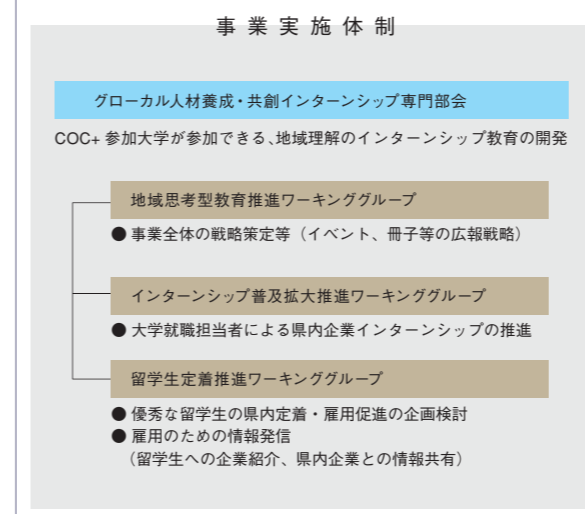 事業実施体制
グローカル人材養成・共創インターンシップ専門部会
COC+ 参加大学が参加できる、地域理解のインターンシップ教育の開発
地域思考型教育推進ワーキンググループ
● 事業全体の戦略策定等（イベント、冊子等の広報戦略）
インターンシップ普及拡大推進ワーキンググループ
● 大学就職担当者による県内企業インターンシップの推進
留学生定着推進ワーキンググループ
● 優秀な留学生の県内定着・雇用促進の企画検討
● 雇用のための情報発信
（留学生への企業紹介、県内企業との情報共有）